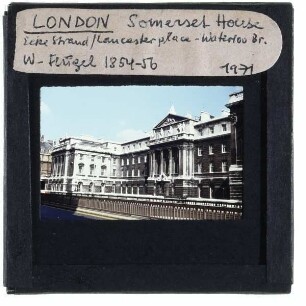 LONDON Somerset House
Ecke Strand/Lancaster place - Waterloo Br.
W-Flügel 1854-56 1971